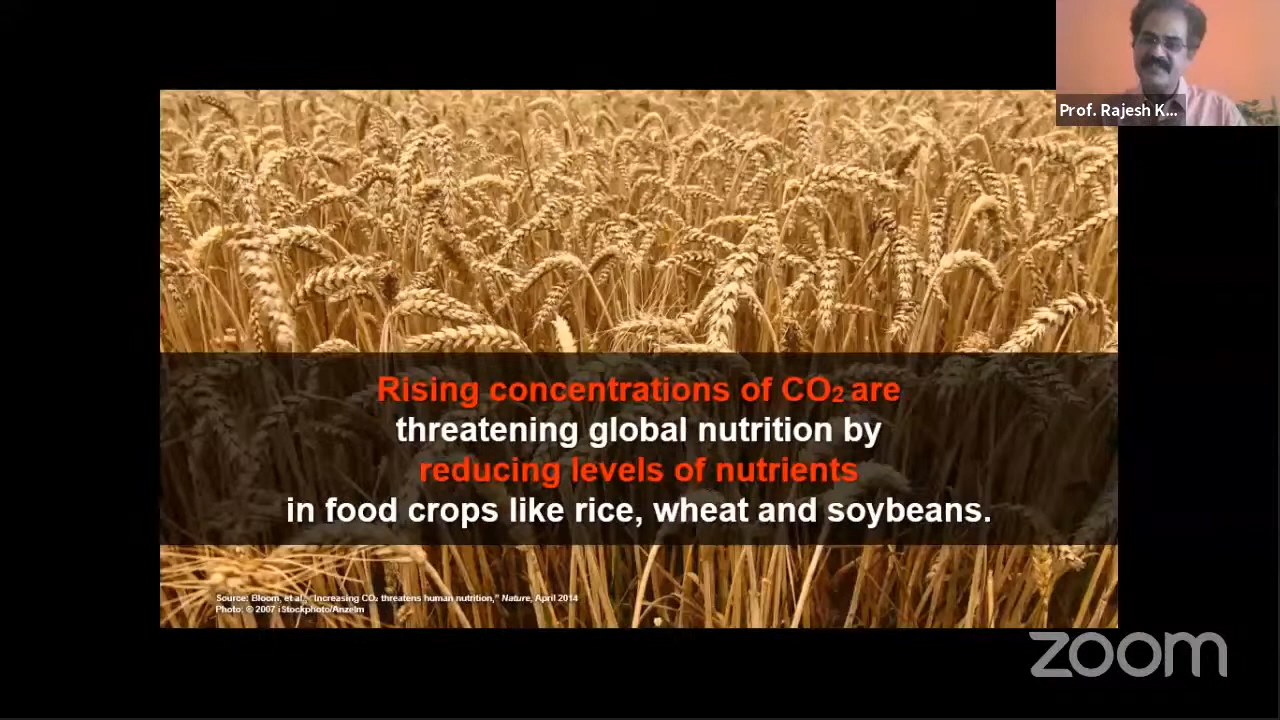 Prof. Rajesh K...
Rising concentrations of CO₂ are
threatening global nutrition by
reducing levels of nutrients
in food crops like rice, wheat and soybeans.
Source: Bloom, et al., "Increasing CO₂ threatens human nutrition," Nature, April 2014
Photo: © 2007 iStockphoto/Anzelm
zoom